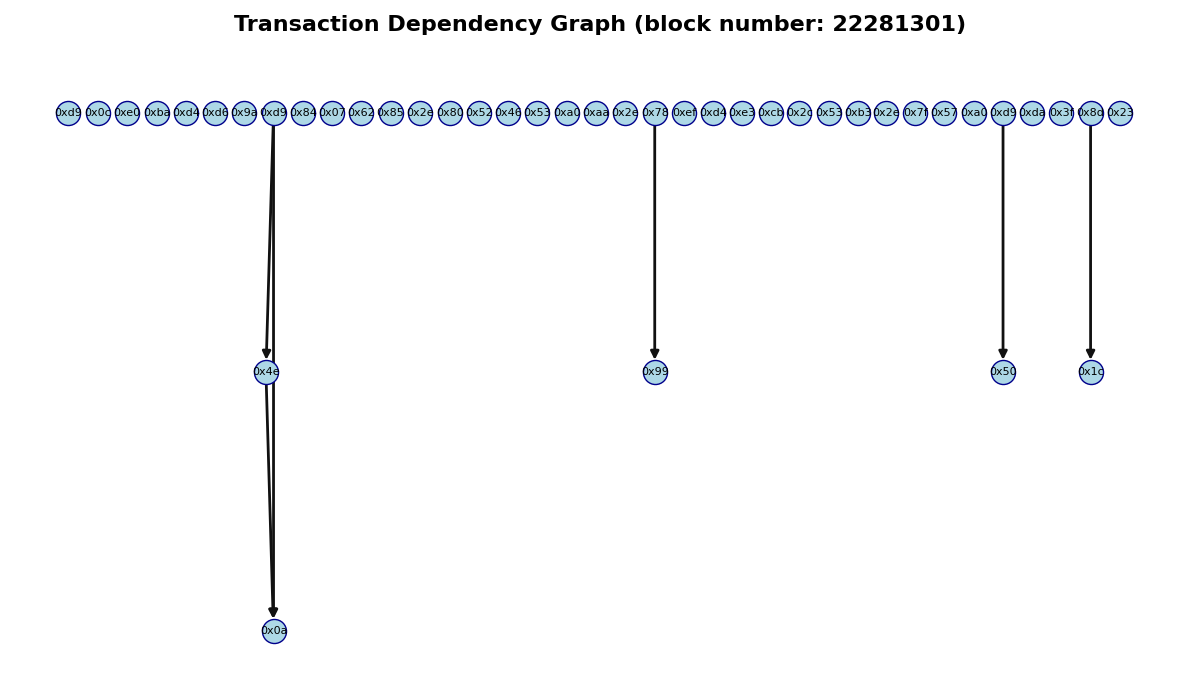 Transaction Dependency Graph (block number: 22281301)
0xd9 0x0c 0xe0 0xba 0xd4 0xd6 0x9a 0xd9 0x84 0x07 0x62 0x85 0x2e 0x80 0x52 0x46 0x53 0xa0 0xaa 0x2e 0x78 0xef 0xd4 0xe3 0xcb 0x2c 0x53 0xb3 0x2e 0x7f 0x57 0xa0 0xd9 0xda 0x3f 0x8d 0x23
0x4e 0x99 0x50 0x1c
0x0a